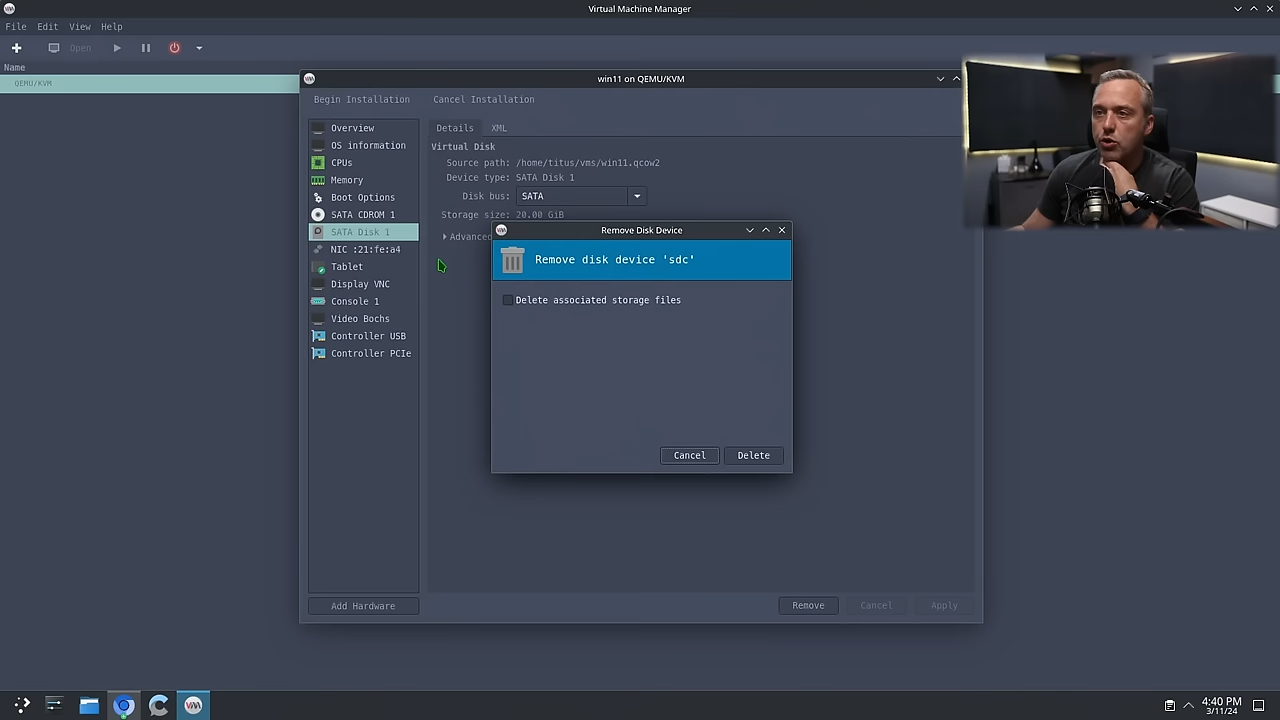 Virtual Machine Manager
File Edit View Help
Open
Name
QEMU/KVM
win11 on QEMU/KVM
Begin Installation Cancel Installation
Overview
OS information
CPUs
Memory
Boot Options
SATA CDROM 1
SATA Disk 1
NIC :21:fe:a4
Tablet
Display VNC
Console 1
Video Bochs
Controller USB
Controller PCIe
Add Hardware
Details XML
Virtual Disk
Source path: /home/titus/vms/win11.qcow2
Device type: SATA Disk 1
Disk bus: SATA
Storage size: 20.00 GiB
Advanced
Remove Disk Device
Remove disk device 'sdc'
Delete associated storage files
Cancel Delete
Remove Cancel Apply
4:40 PM
3/11/24